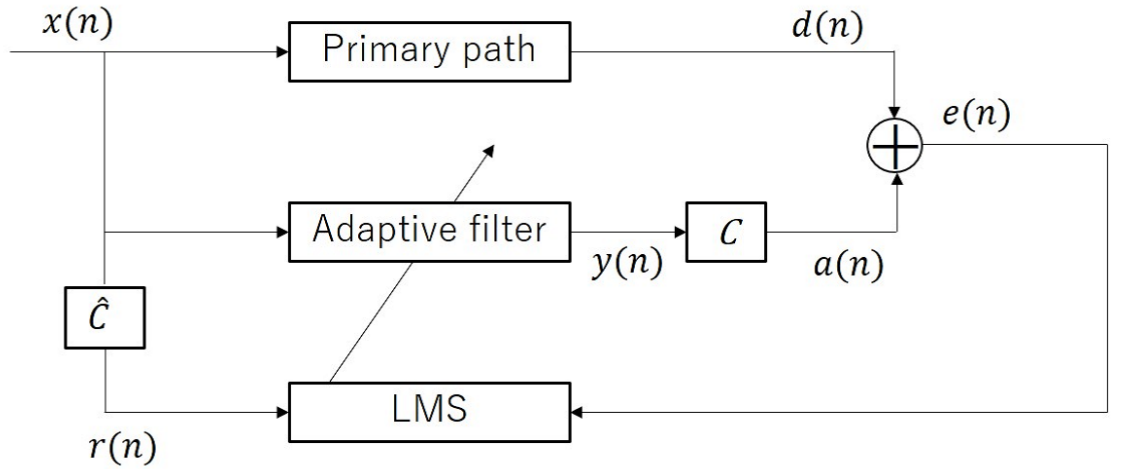 x(n)
Primary path
d(n)
e(n)
Adaptive filter
y(n)
C
a(n)
Ĉ
LMS
r(n)